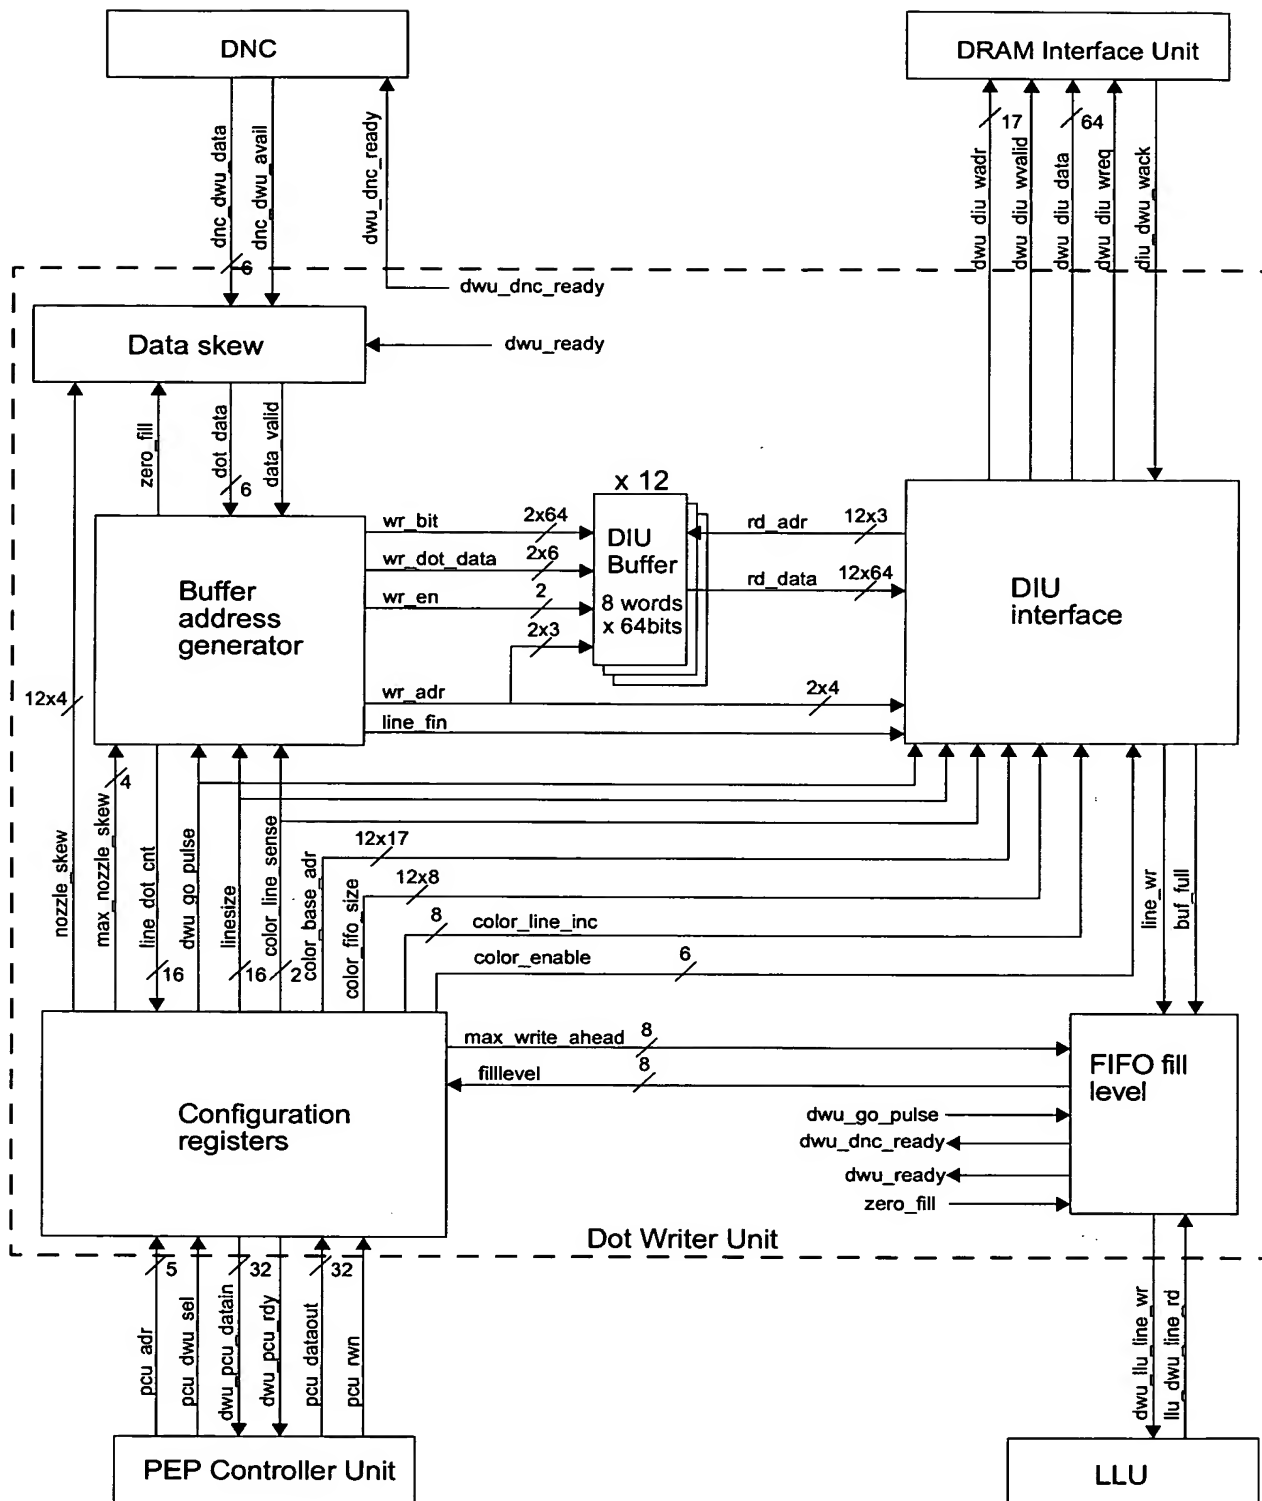 DNC
DRAM Interface Unit
dnc_dwu_data
dnc_dwu_avail
dwu_dnc_ready
6
dwu_diu_wadr
17
dwu_diu_wvalid
dwu_diu_data
64
dwu_diu_wreq
diu_dwu_wack
dwu_dnc_ready
Data skew
dwu_ready
zero_fill
dot_data
6
data_valid
x 12
Buffer
address
generator
wr_bit
2x64
wr_dot_data
2x6
wr_en
2
2x3
wr_adr
2x4
line_fin
DIU
Buffer
8 words
x 64bits
rd_adr
12x3
rd_data
12x64
DIU
interface
12x4
nozzle_skew
4
max_nozzle_skew
line_dot_cnt
16
dwu_go_pulse
linesize
16
color_line_sense
2
color_base_adr
12x17
color_fifo_size
12x8
8
color_line_inc
color_enable
6
line_wr
buf_full
Configuration
registers
max_write_ahead
8
filllevel
8
FIFO fill
level
dwu_go_pulse
dwu_dnc_ready
dwu_ready
zero_fill
Dot Writer Unit
pcu_adr
5
pcu_dwu_sel
dwu_pcu_datain
32
dwu_pcu_rdy
pcu_dataout
32
pcu_rwn
dwu_llu_line_wr
llu_dwu_line_rd
PEP Controller Unit
LLU